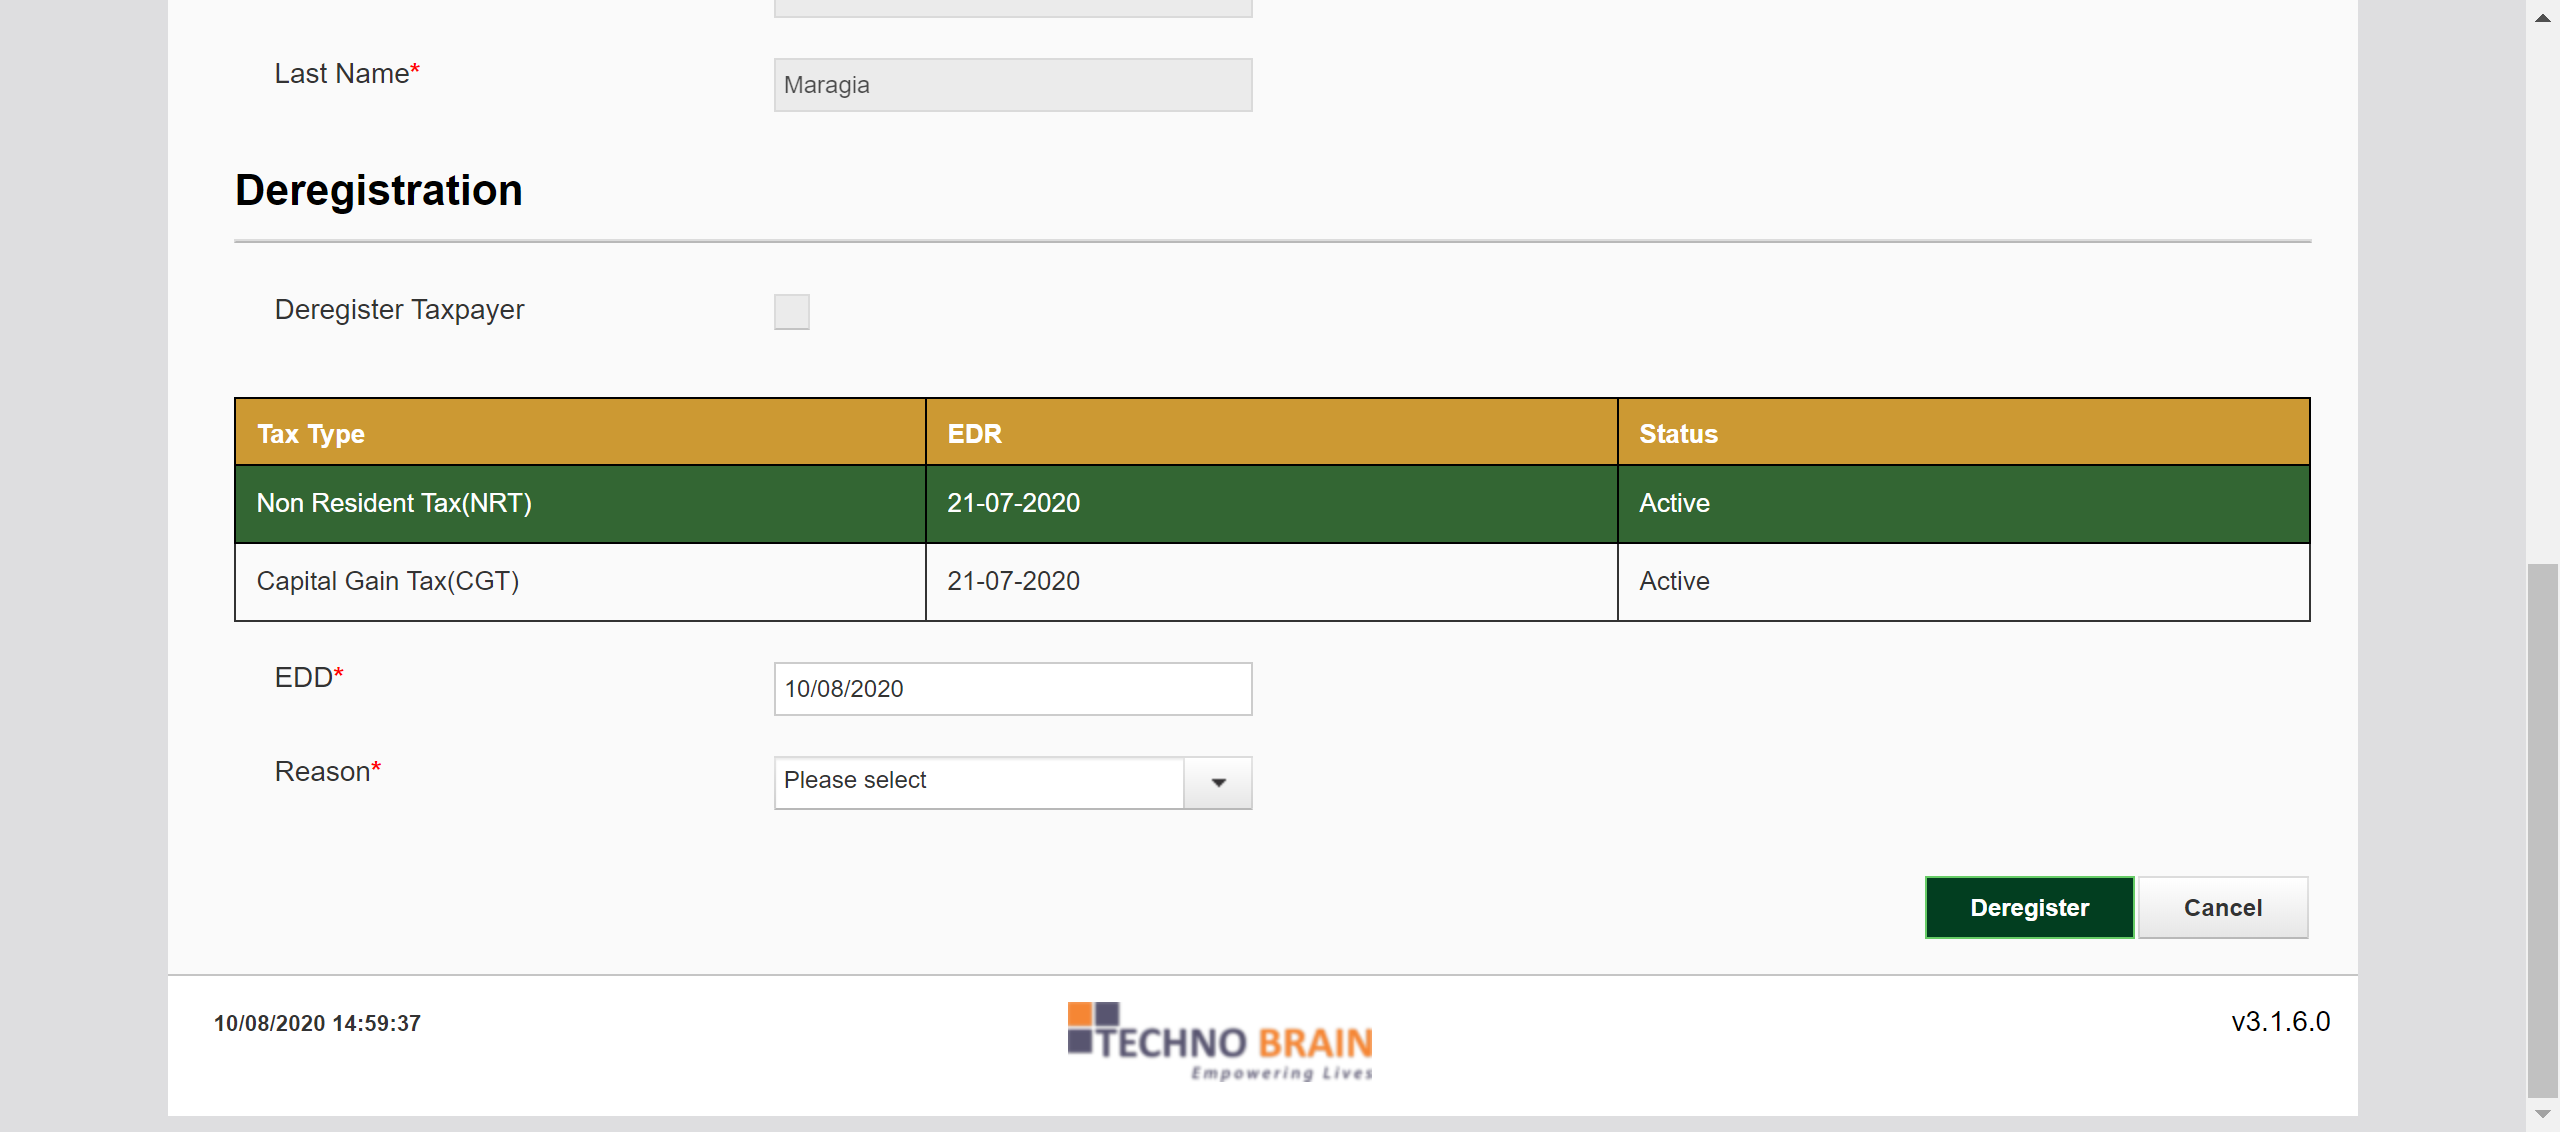 Last Name*
Maragia
Deregistration
Deregister Taxpayer
Tax Type EDR Status
Non Resident Tax(NRT) 21-07-2020 Active
Capital Gain Tax(CGT) 21-07-2020 Active
EDD*
10/08/2020
Reason*
Please select
Deregister Cancel
10/08/2020 14:59:37
TECHNO BRAIN
Empowering Lives
v3.1.6.0